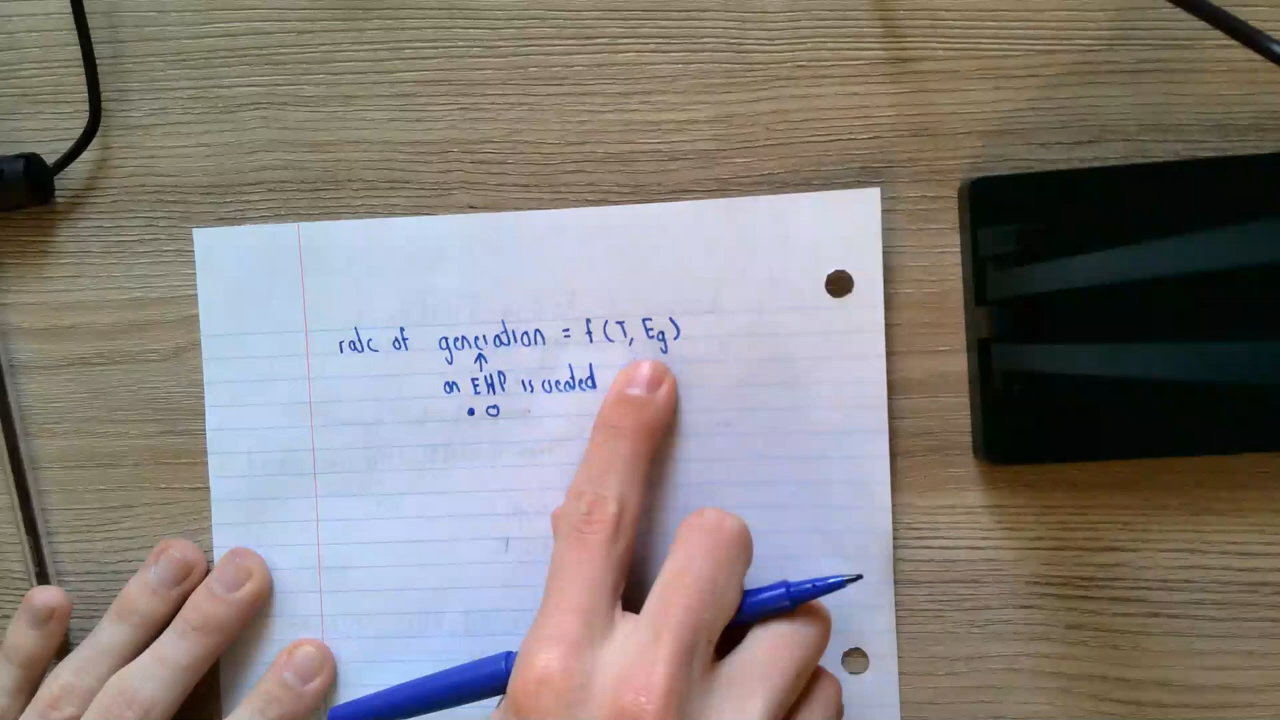 rate of generation = f (T, Eg)
↑
an EHP is created